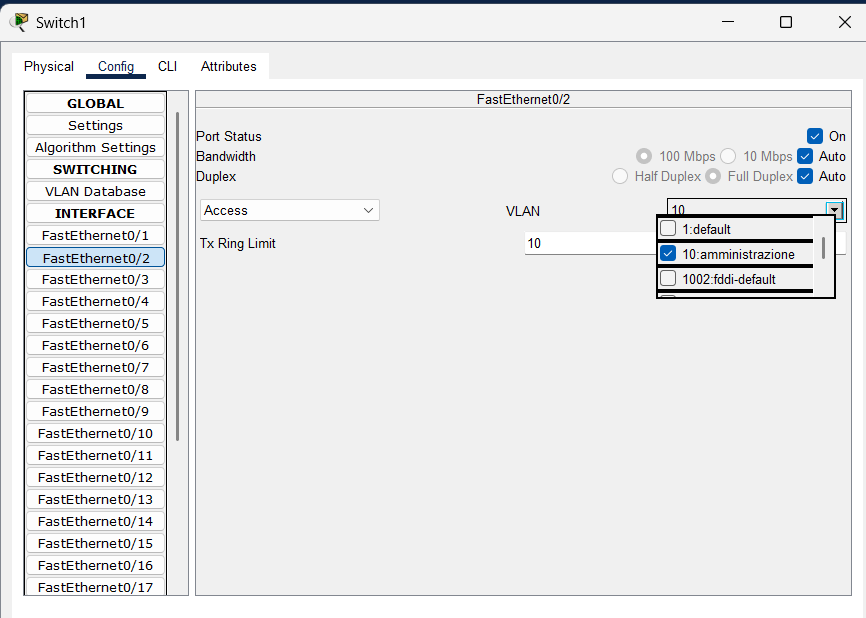 Switch1
Physical Config CLI Attributes
GLOBAL
Settings
Algorithm Settings
SWITCHING
VLAN Database
INTERFACE
FastEthernet0/1
FastEthernet0/2
FastEthernet0/3
FastEthernet0/4
FastEthernet0/5
FastEthernet0/6
FastEthernet0/7
FastEthernet0/8
FastEthernet0/9
FastEthernet0/10
FastEthernet0/11
FastEthernet0/12
FastEthernet0/13
FastEthernet0/14
FastEthernet0/15
FastEthernet0/16
FastEthernet0/17
FastEthernet0/2
Port Status On
Bandwidth 100 Mbps 10 Mbps Auto
Duplex Half Duplex Full Duplex Auto
Access VLAN 10
Tx Ring Limit 10
1:default
10:amministrazione
1002:fddi-default